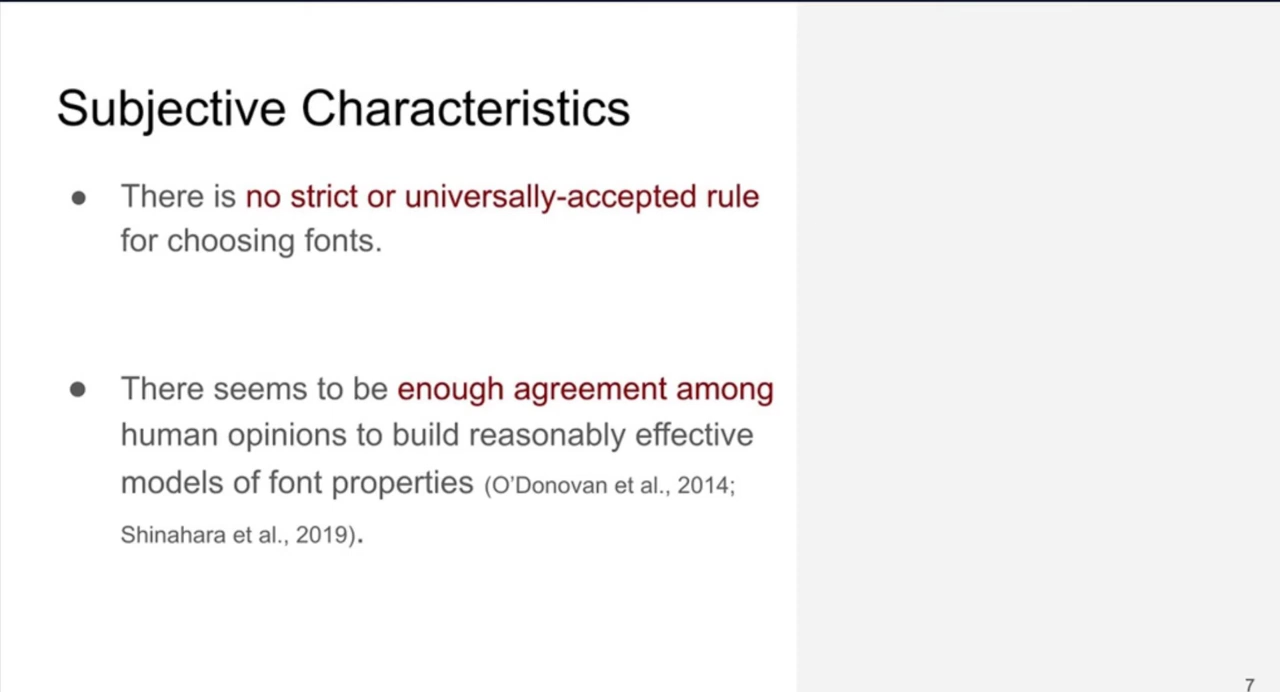 Subjective Characteristics
● There is no strict or universally-accepted rule
for choosing fonts.
● There seems to be enough agreement among
human opinions to build reasonably effective
models of font properties (O’Donovan et al., 2014;
Shinahara et al., 2019).
7